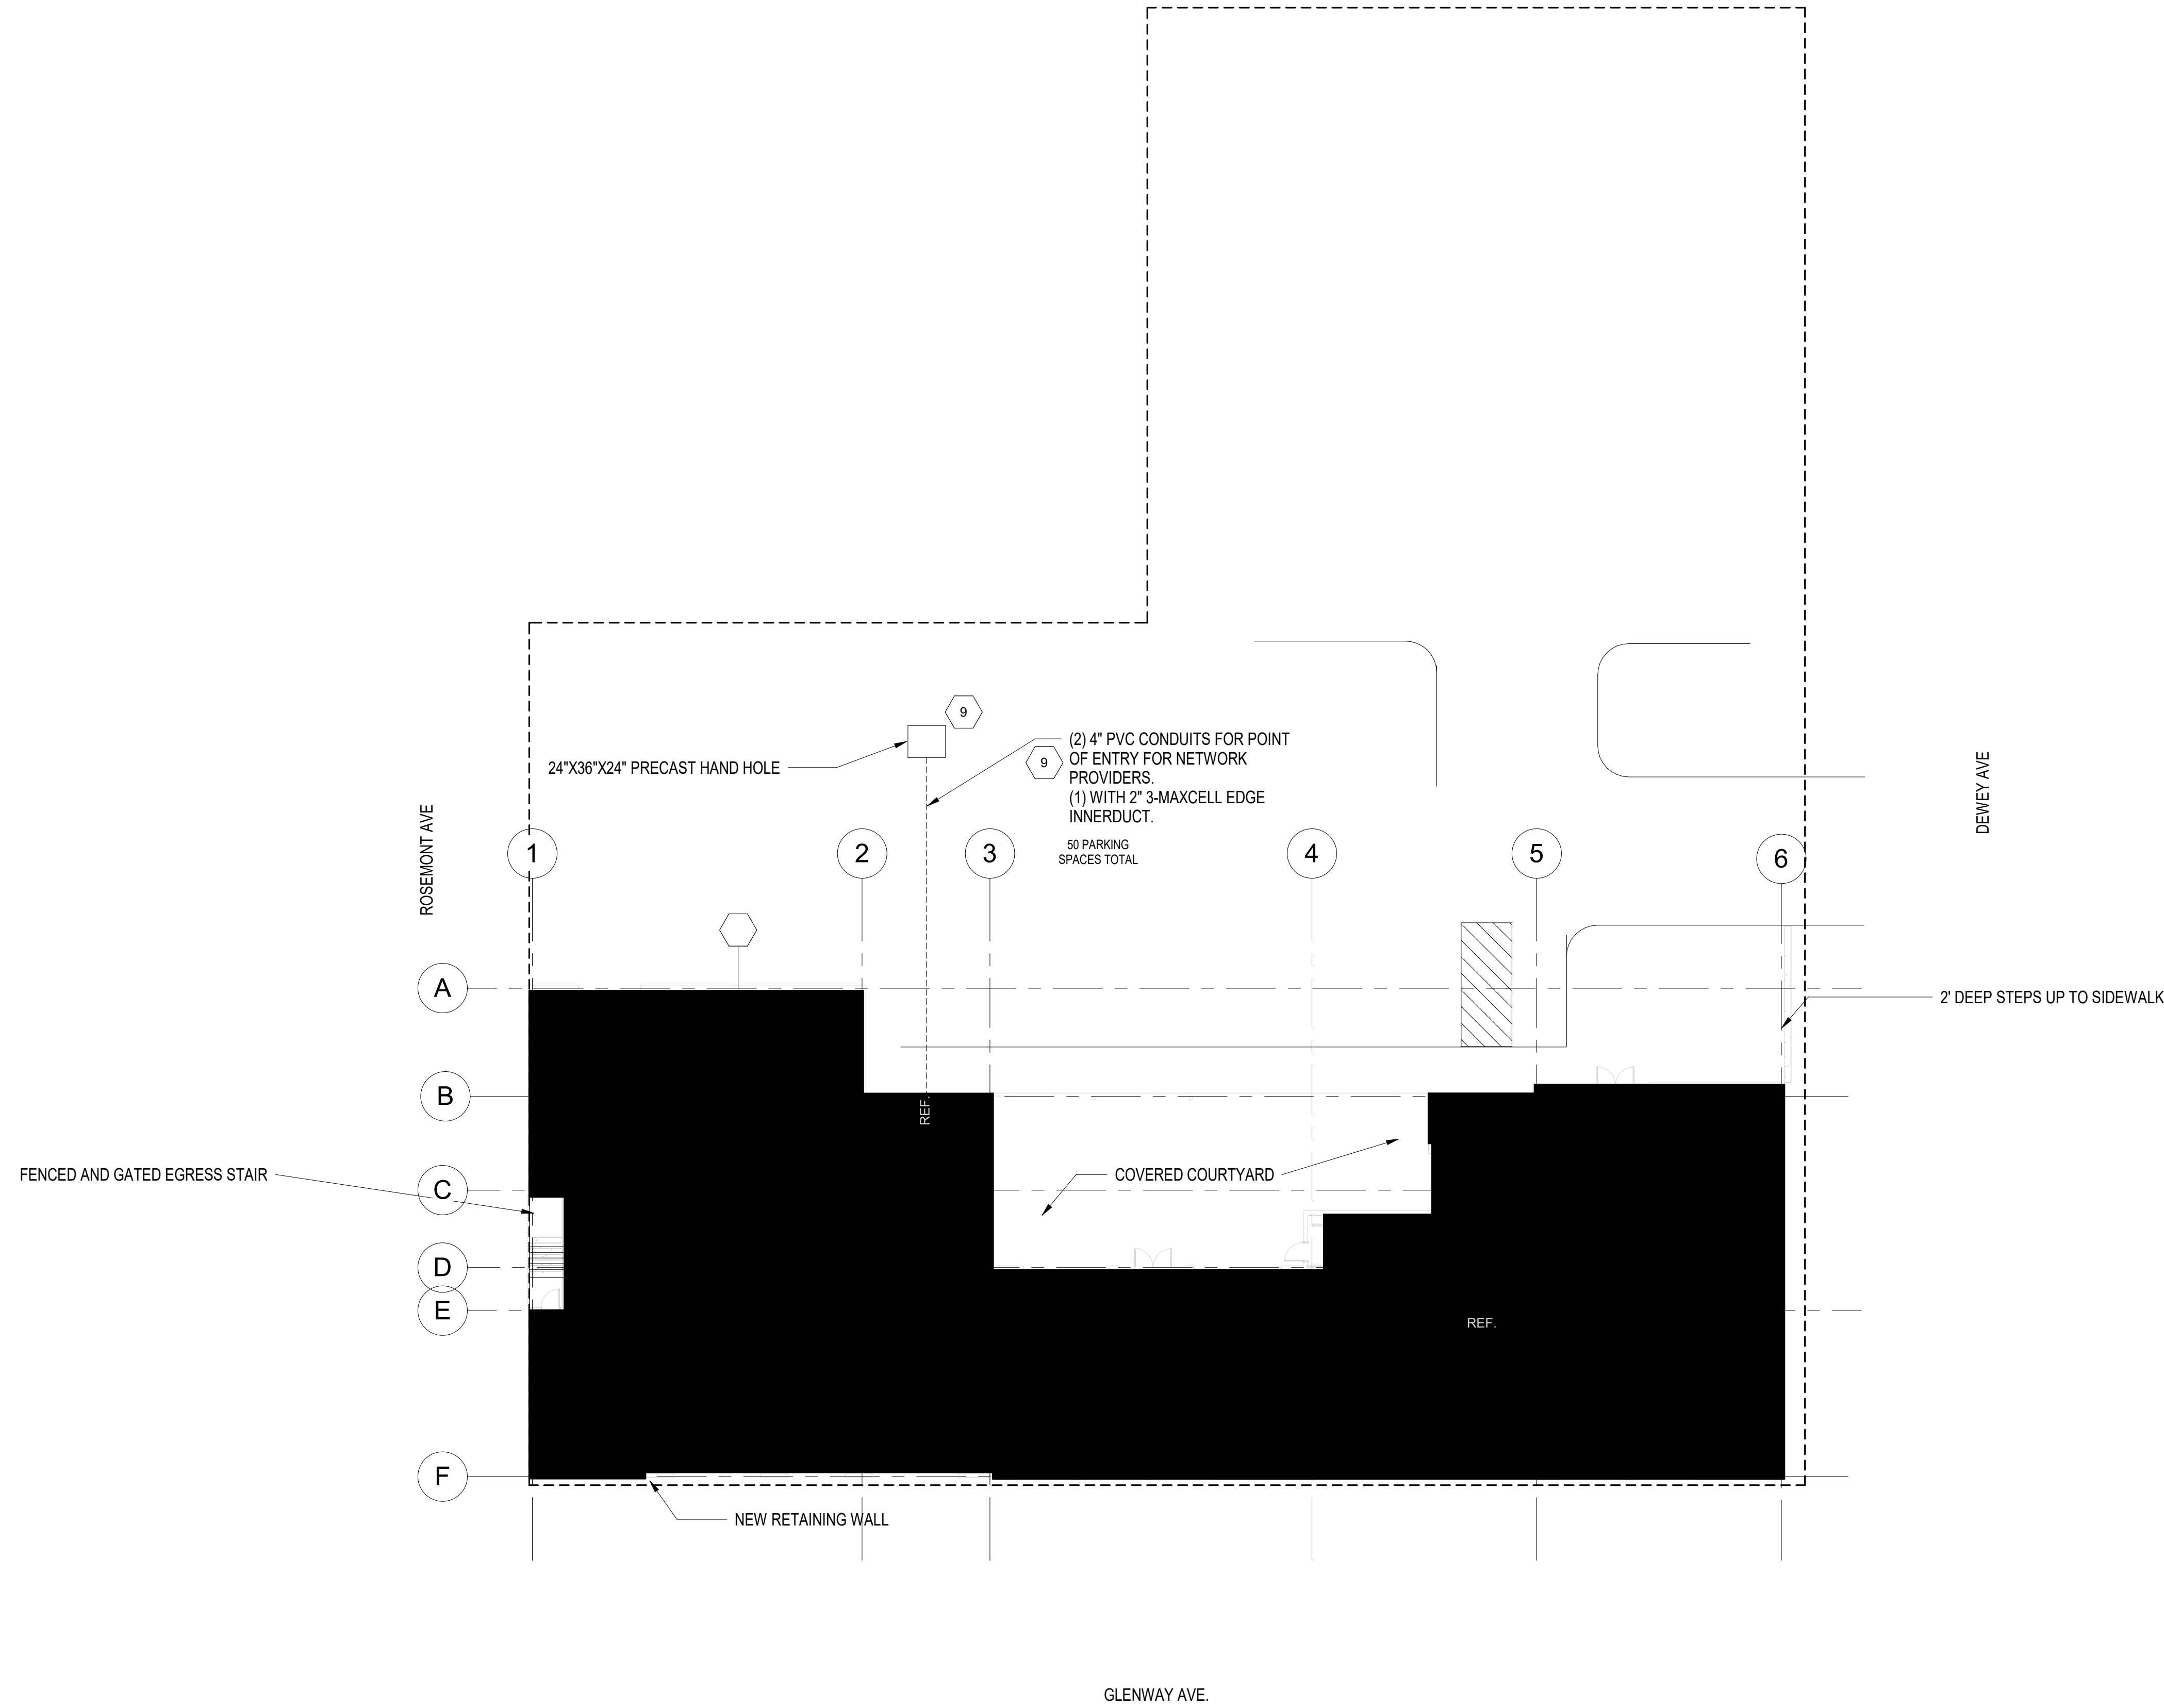 9
24"X36"X24" PRECAST HAND HOLE
(2) 4" PVC CONDUITS FOR POINT
OF ENTRY FOR NETWORK
PROVIDERS.
(1) WITH 2" 3-MAXCELL EDGE
INNERDUCT.
9
50 PARKING
SPACES TOTAL
ROSEMONT AVE
DEWEY AVE
1
2
3
4
5
6
A
2' DEEP STEPS UP TO SIDEWALK
B
REF.
FENCED AND GATED EGRESS STAIR
C
COVERED COURTYARD
D
E
REF.
F
NEW RETAINING WALL
GLENWAY AVE.